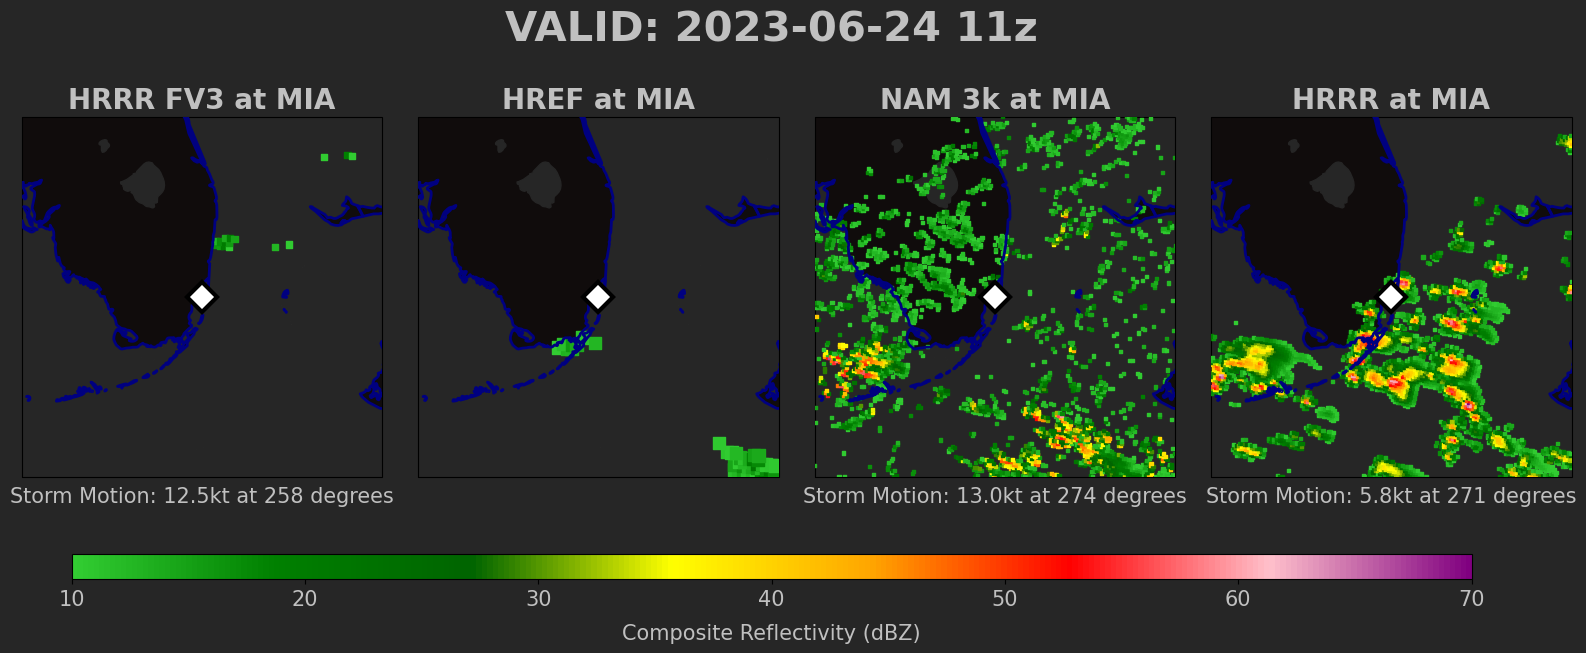 VALID: 2023-06-24 11z
HRRR FV3 at MIA
HREF at MIA
NAM 3k at MIA
HRRR at MIA
Storm Motion: 12.5kt at 258 degrees
Storm Motion: 13.0kt at 274 degrees
Storm Motion: 5.8kt at 271 degrees
10 20 30 40 50 60 70
Composite Reflectivity (dBZ)